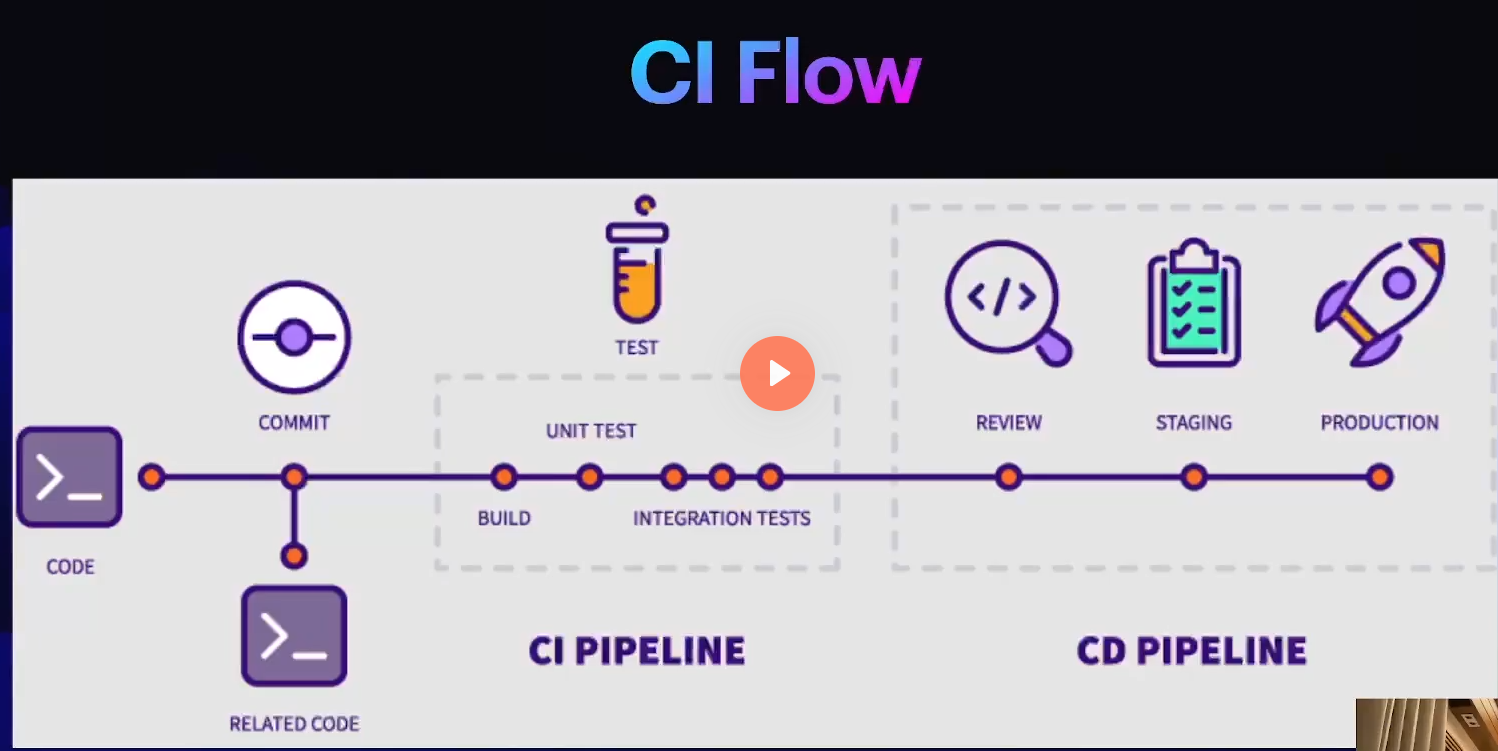 CI Flow
TEST
COMMIT
REVIEW
STAGING
PRODUCTION
UNIT TEST
BUILD
INTEGRATION TESTS
CODE
CI PIPELINE
CD PIPELINE
RELATED CODE